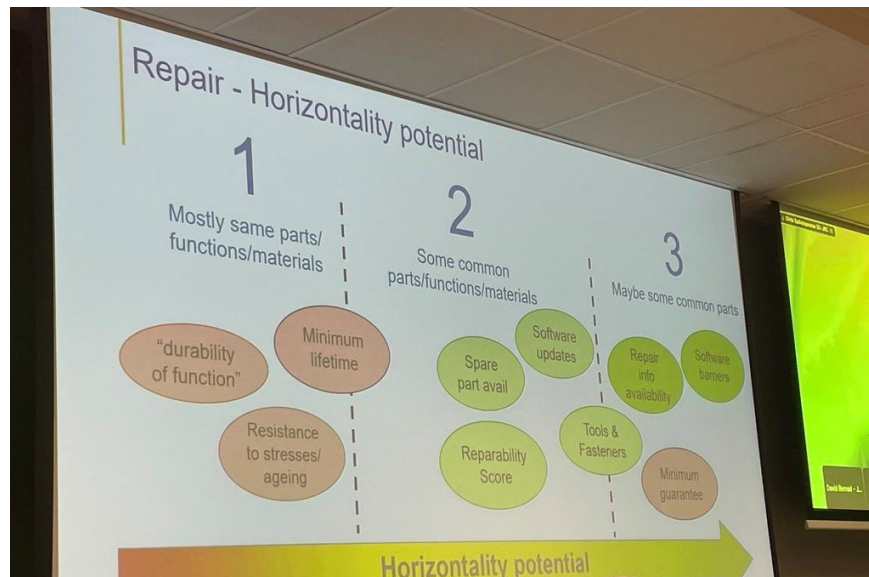 Repair - Horizontality potential
1
Mostly same parts/
functions/materials
2
Some common
parts/functions/materials
3
Maybe some common parts
"durability
of function"
Minimum
lifetime
Resistance
to stresses/
ageing
Spare
part avail
Software
updates
Reparability
Score
Tools &
Fasteners
Repair
info
availability
Software
barriers
Minimum
guarantee
Horizontality potential
David Bernad - J...